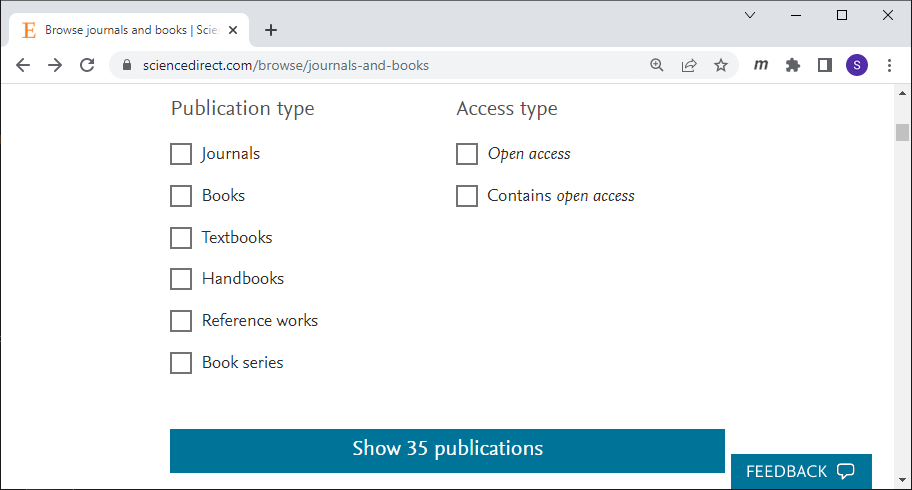 Browse journals and books | Scie
sciencedirect.com/browse/journals-and-books
m
S
Publication type
Access type
Journals
Open access
Books
Contains open access
Textbooks
Handbooks
Reference works
Book series
Show 35 publications
FEEDBACK